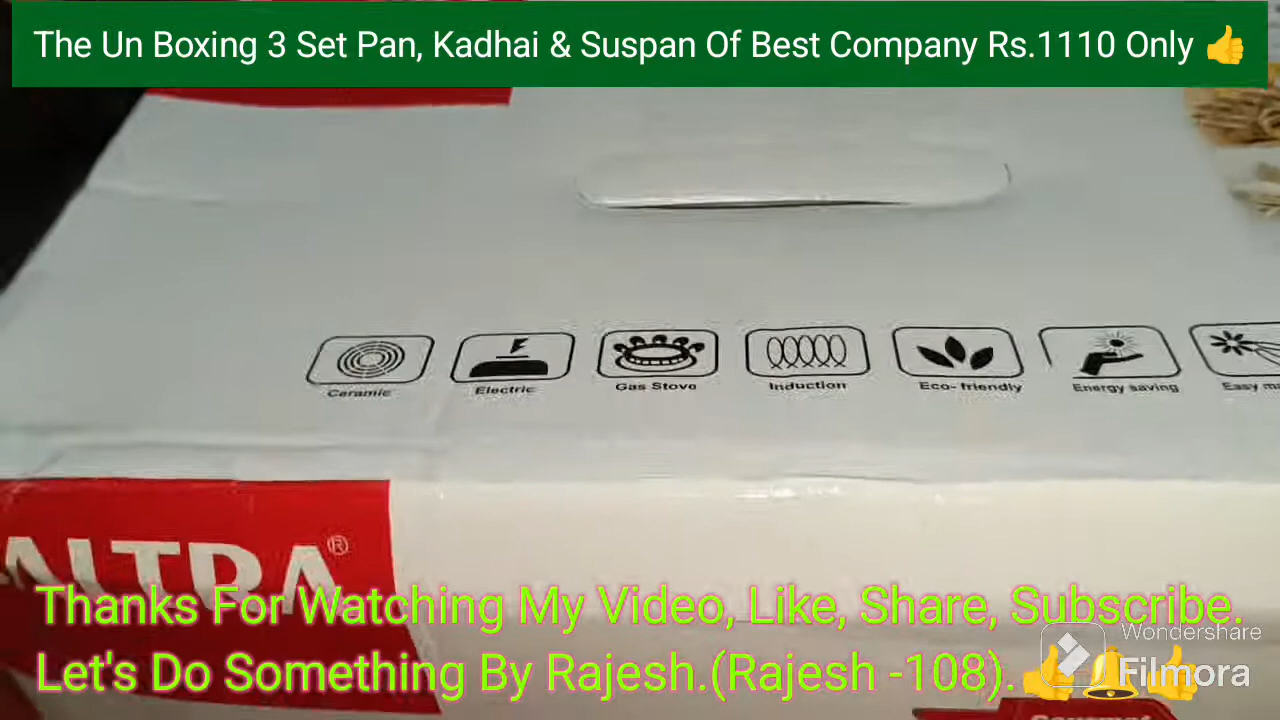 The Un Boxing 3 Set Pan, Kadhai & Suspan Of Best Company Rs.1110 Only 👍
Ceramic
Electric
Gas Stove
Induction
Eco- friendly
Energy saving
Easy
ALTRA®
Thanks For Watching My Video, Like, Share, Subscribe.
Wondershare
Let's Do Something By Rajesh.(Rajesh -108).👍🔔👍
Filmora